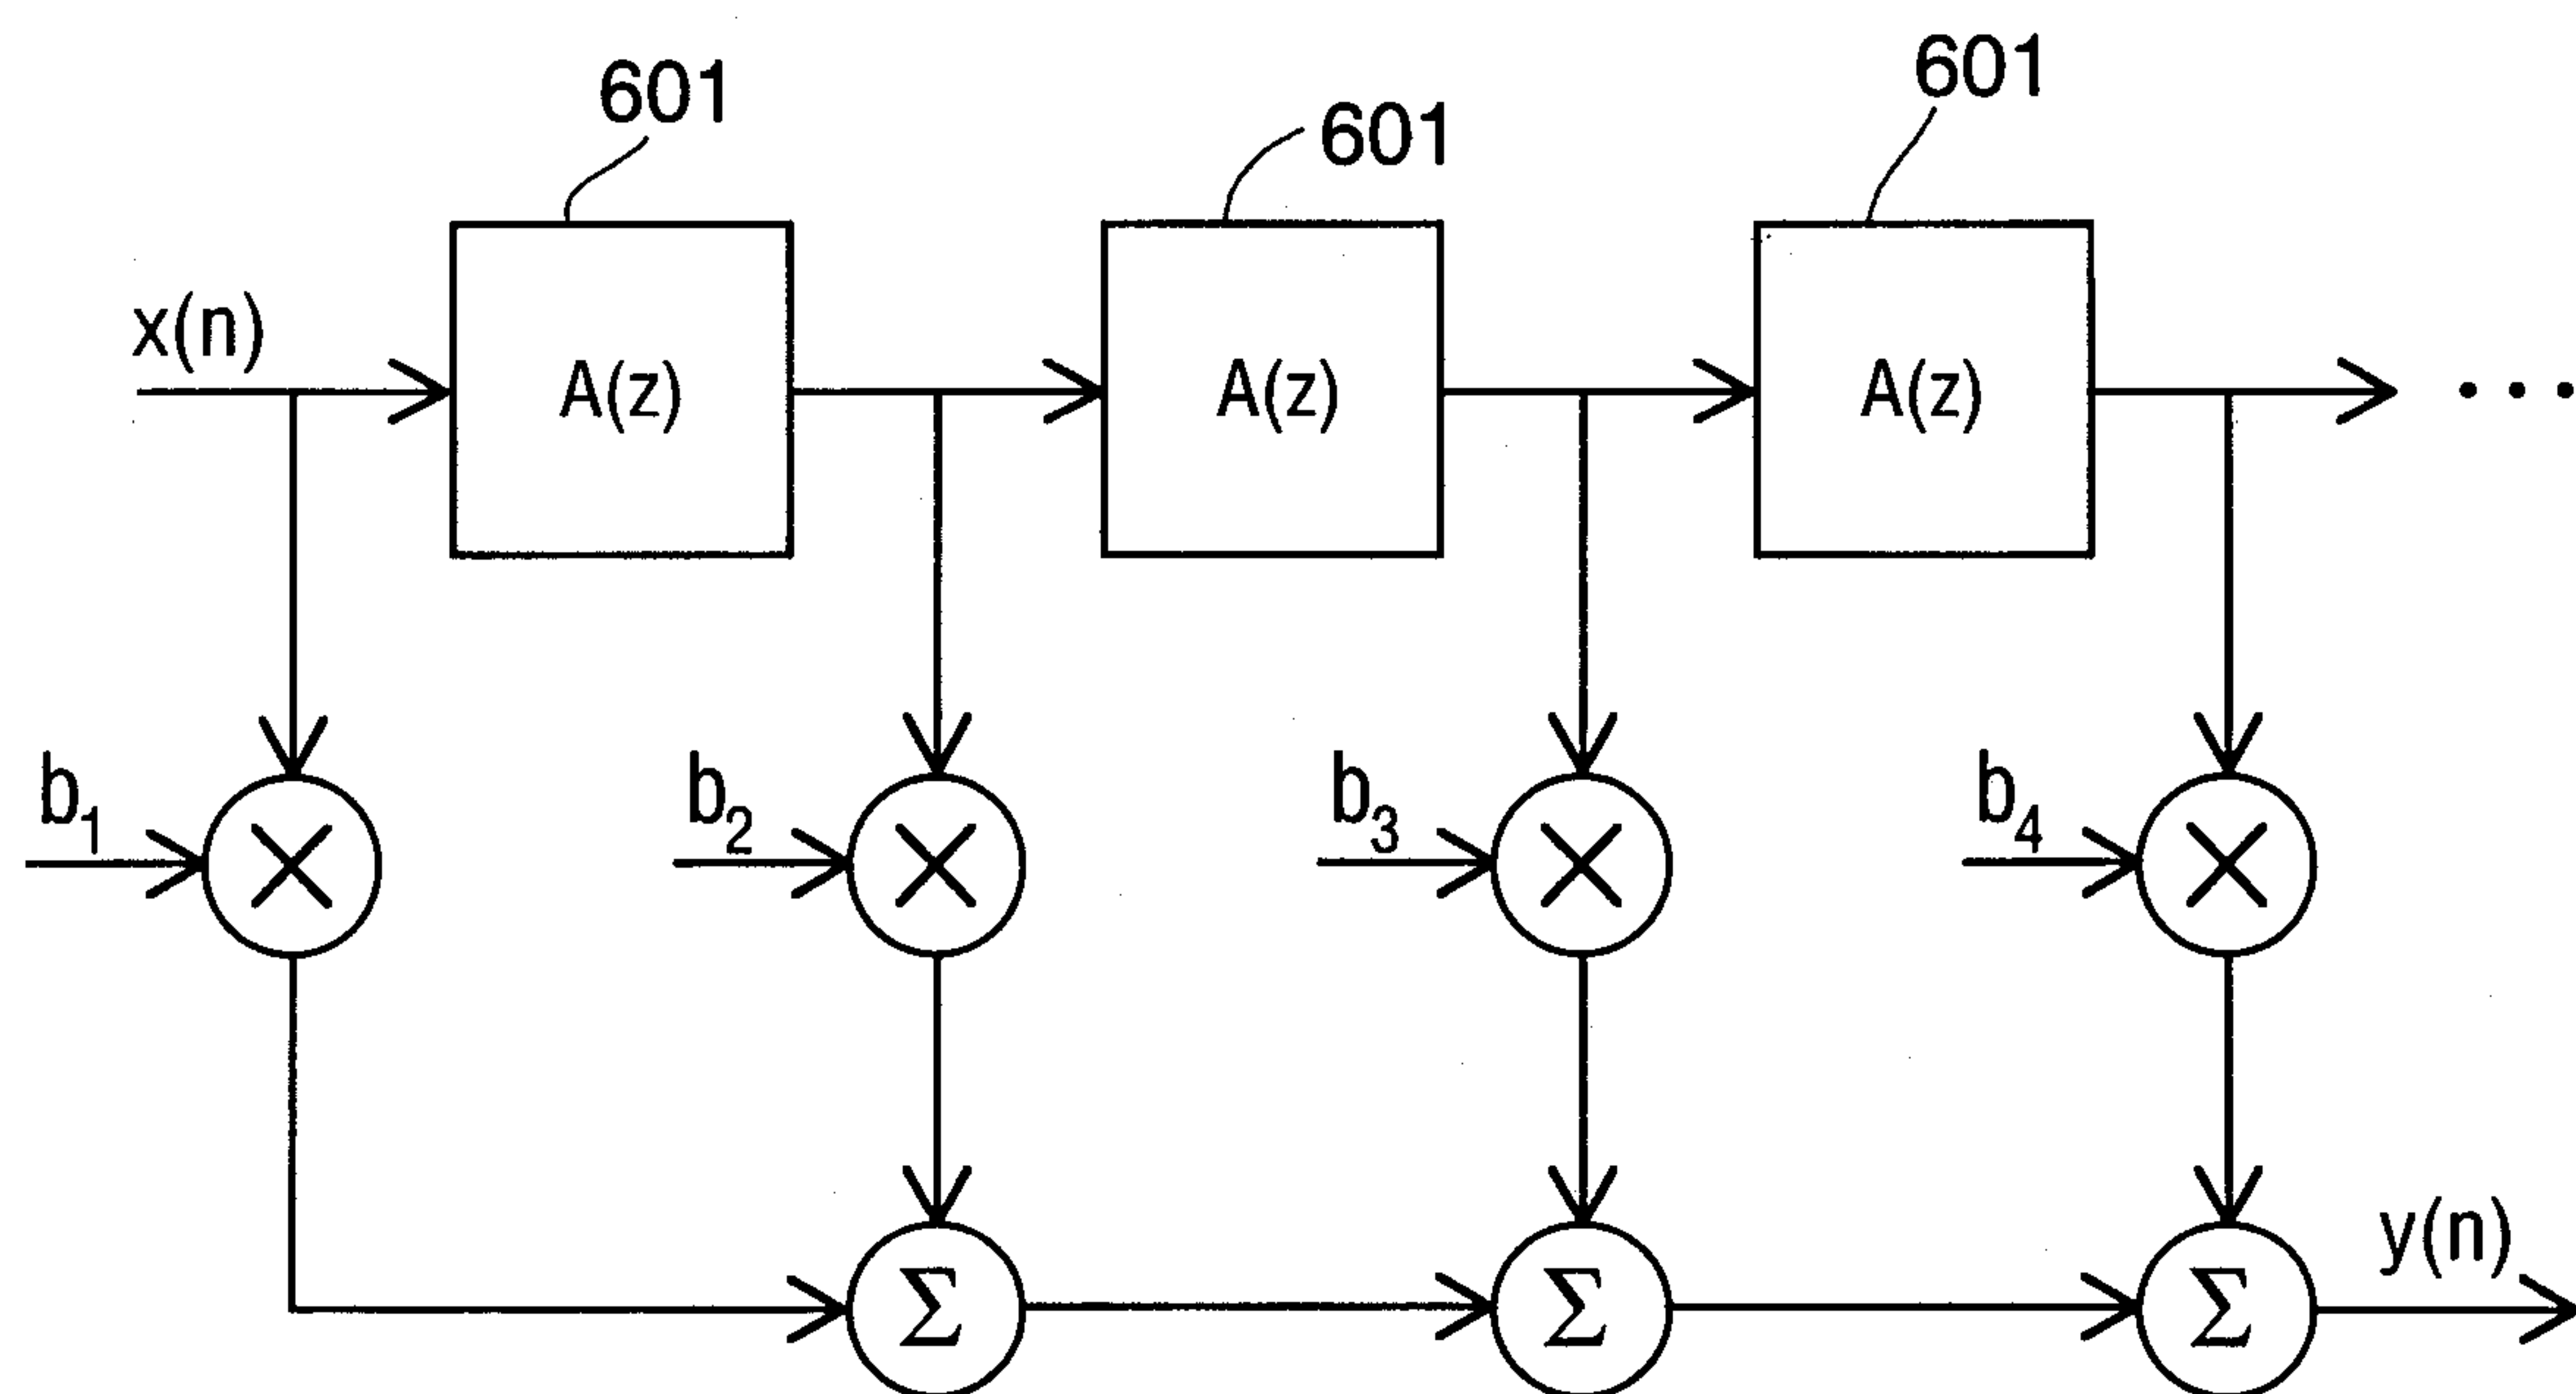 601 601 601
x(n) A(z) A(z) A(z) • • •
b1 × b2 × b3 × b4 ×
Σ Σ Σ y(n)